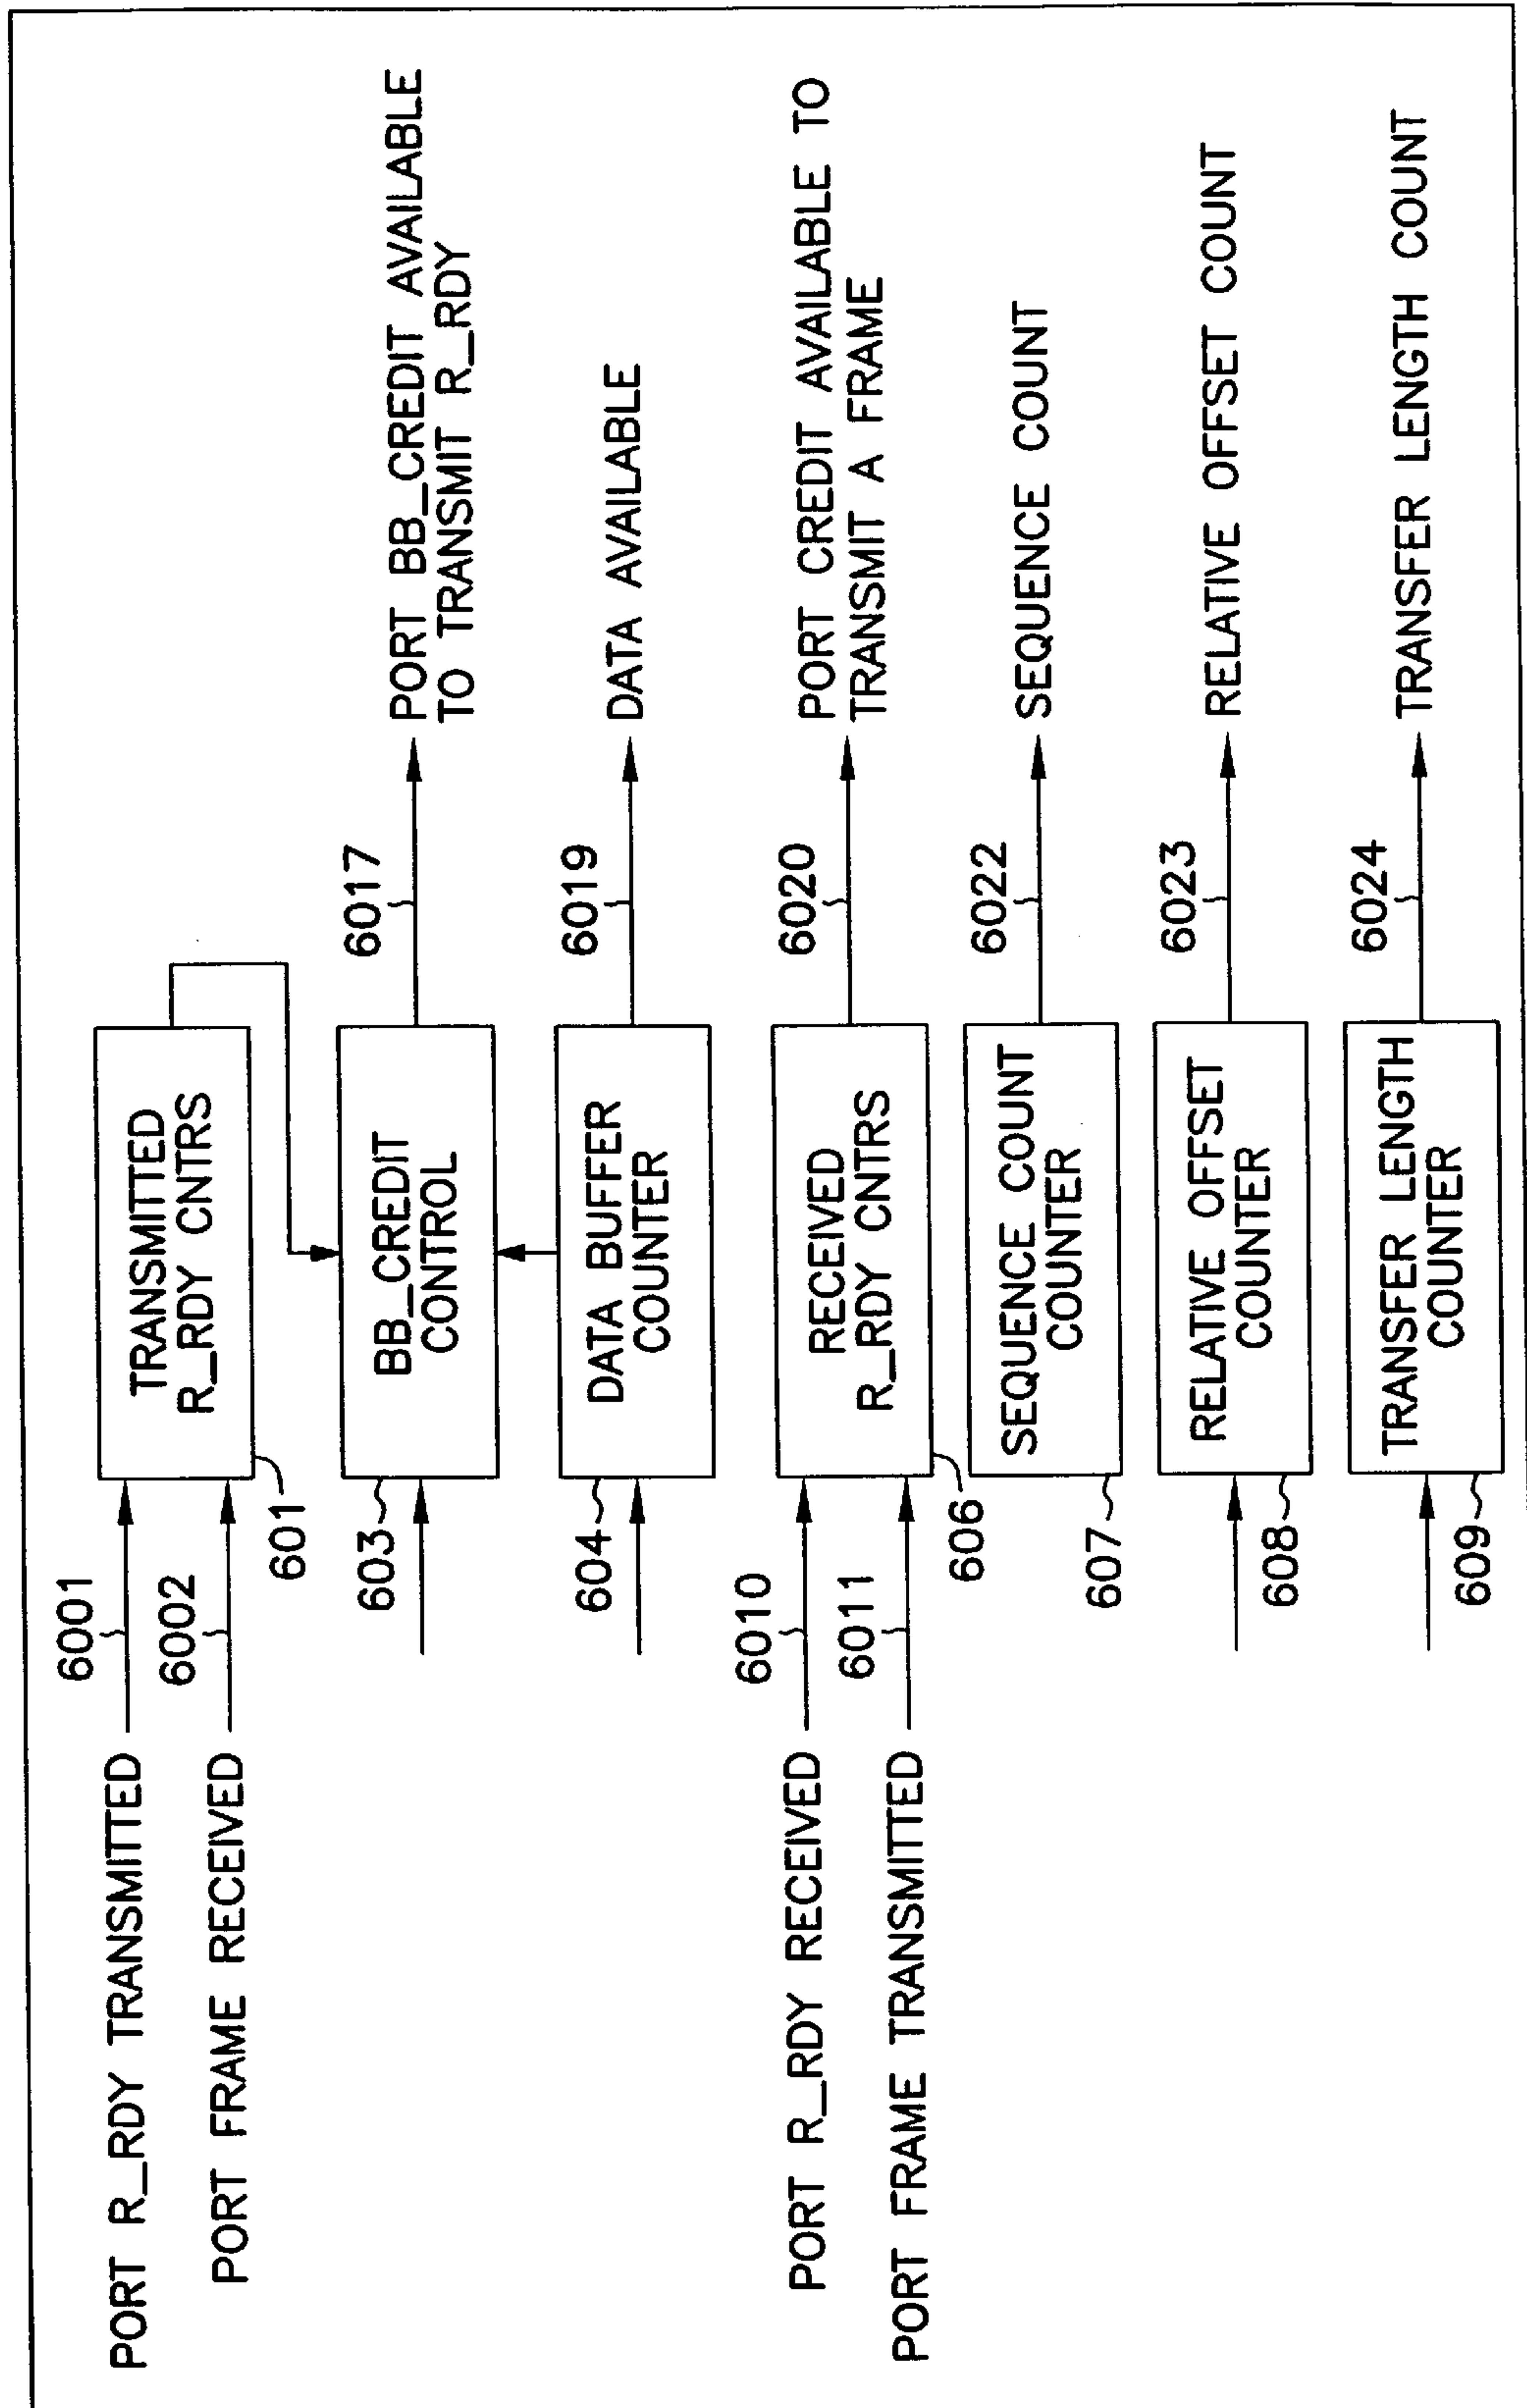 PORT R_RDY TRANSMITTED
6001
PORT FRAME RECEIVED
6002
TRANSMITTED
R_RDY CNTRS
601
603
BB_CREDIT
CONTROL
6017
PORT BB_CREDIT AVAILABLE
TO TRANSMIT R_RDY
604
DATA BUFFER
COUNTER
6019
DATA AVAILABLE
PORT R_RDY RECEIVED
6010
PORT FRAME TRANSMITTED
6011
RECEIVED
R_RDY CNTRS
606
6020
PORT CREDIT AVAILABLE TO
TRANSMIT A FRAME
SEQUENCE COUNT
COUNTER
607
6022
SEQUENCE COUNT
RELATIVE OFFSET
COUNTER
608
6023
RELATIVE OFFSET COUNT
TRANSFER LENGTH
COUNTER
609
6024
TRANSFER LENGTH COUNT